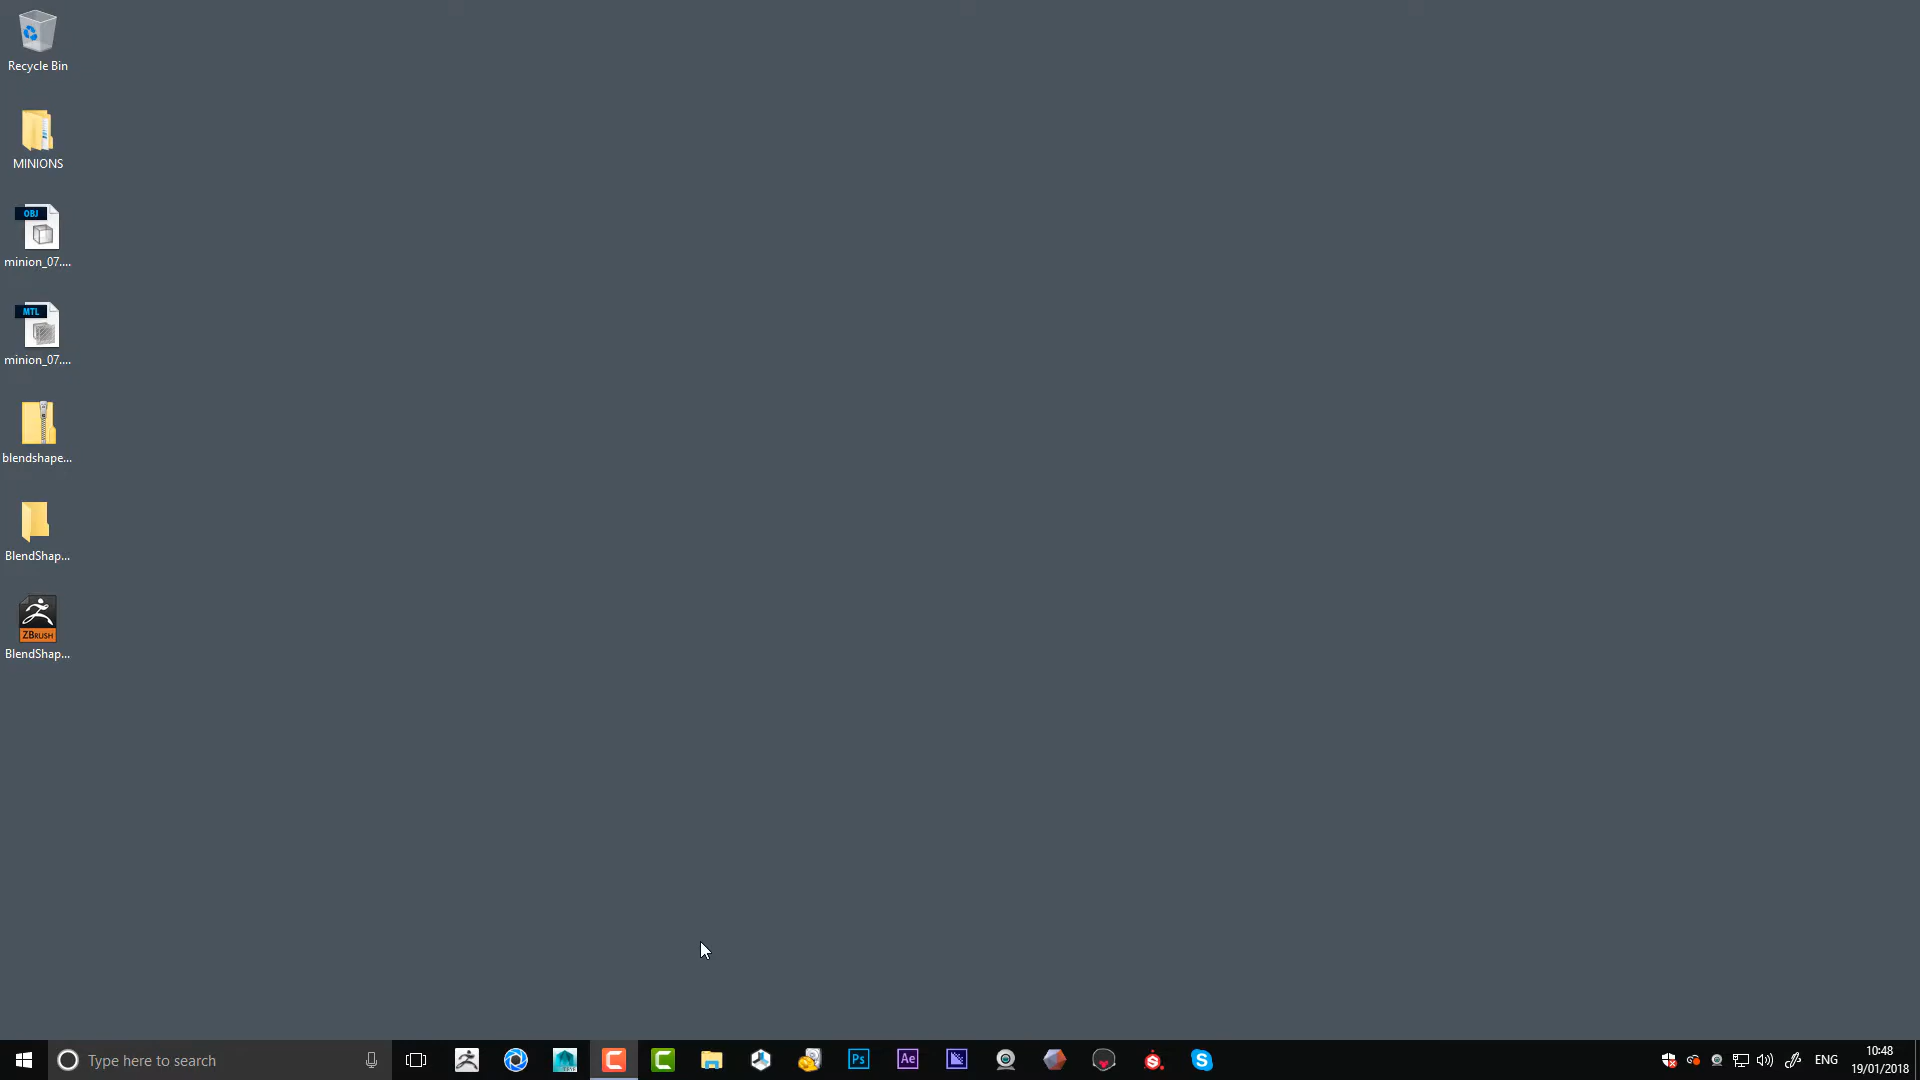 Recycle Bin
MINIONS
OBJ
minion_07....
MTL
minion_07....
blendshape...
BlendShap...
ZBRUSH
BlendShap...
Type here to search
Ps
Ae
ENG
10:48
19/01/2018